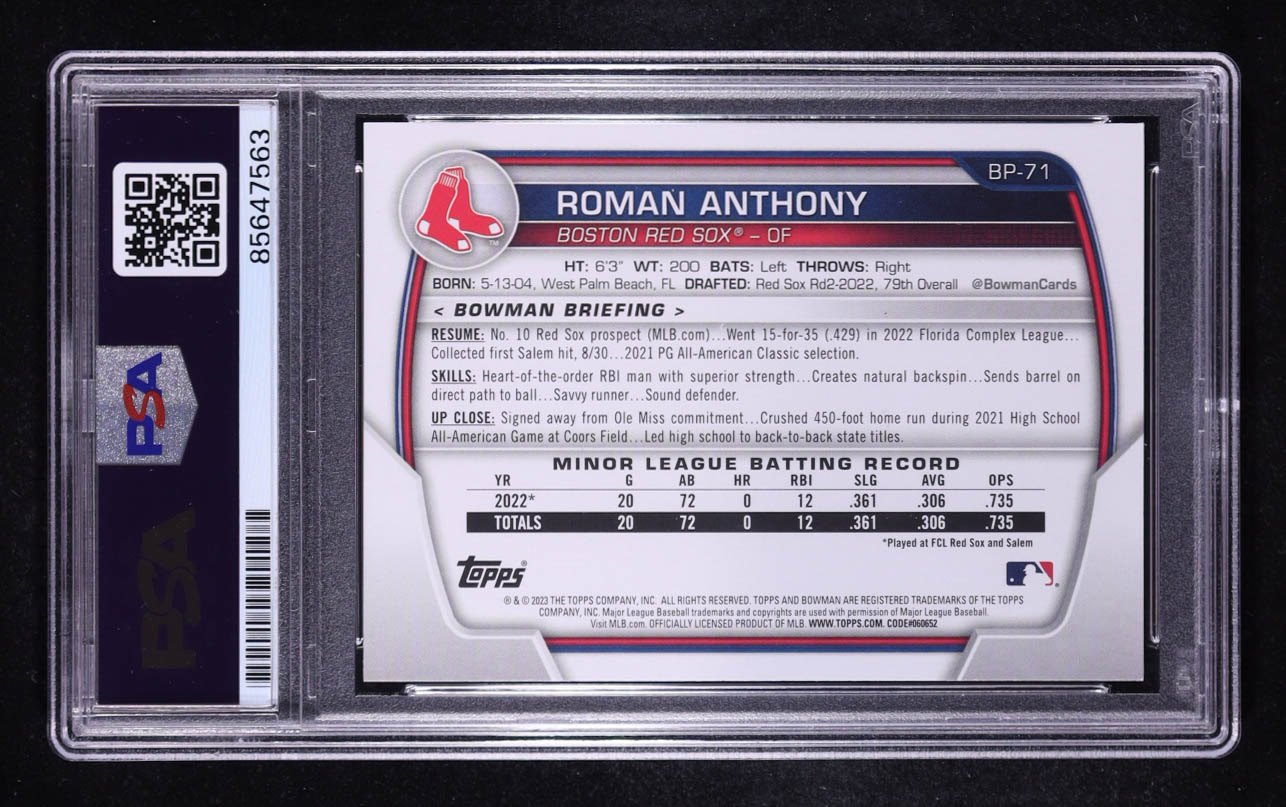 85647563
PSA
PSA
PSA
BP-71
ROMAN ANTHONY
BOSTON RED SOX® – OF
HT: 6'3" WT: 200 BATS: Left THROWS: Right
BORN: 5-13-04, West Palm Beach, FL DRAFTED: Red Sox Rd2-2022, 79th Overall @BowmanCards
< BOWMAN BRIEFING >
RESUME: No. 10 Red Sox prospect (MLB.com)...Went 15-for-35 (.429) in 2022 Florida Complex League...
Collected first Salem hit, 8/30...2021 PG All-American Classic selection.
SKILLS: Heart-of-the-order RBI man with superior strength...Creates natural backspin...Sends barrel on
direct path to ball...Savvy runner...Sound defender.
UP CLOSE: Signed away from Ole Miss commitment...Crushed 450-foot home run during 2021 High School
All-American Game at Coors Field...Led high school to back-to-back state titles.
MINOR LEAGUE BATTING RECORD
YR G AB HR RBI SLG AVG OPS
2022* 20 72 0 12 .361 .306 .735
TOTALS 20 72 0 12 .361 .306 .735
*Played at FCL Red Sox and Salem
Topps®
® & © 2023 THE TOPPS COMPANY, INC. ALL RIGHTS RESERVED. TOPPS AND BOWMAN ARE REGISTERED TRADEMARKS OF THE TOPPS
COMPANY, INC. Major League Baseball trademarks and copyrights are used with permission of Major League Baseball.
Visit MLB.com. OFFICIALLY LICENSED PRODUCT OF MLB. WWW.TOPPS.COM. CODE#060652